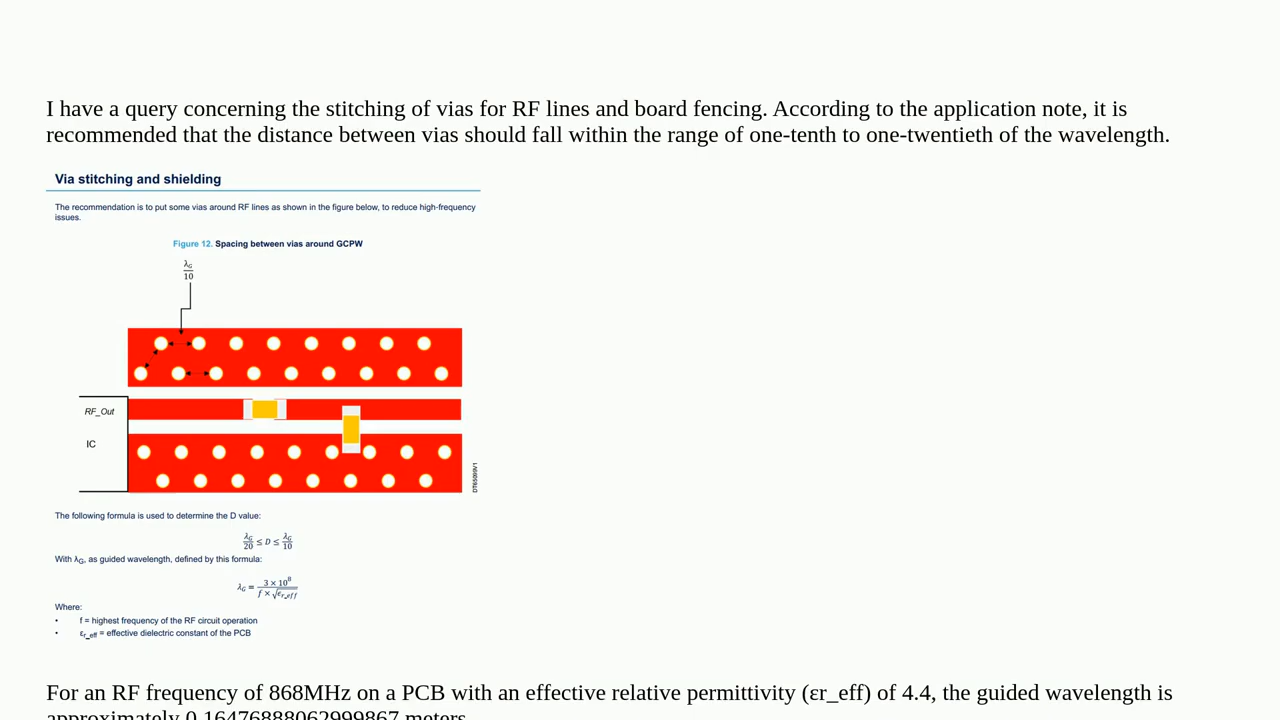 I have a query concerning the stitching of vias for RF lines and board fencing. According to the application note, it is
recommended that the distance between vias should fall within the range of one-tenth to one-twentieth of the wavelength.
Via stitching and shielding
The recommendation is to put some vias around RF lines as shown in the figure below, to reduce high-frequency
issues.
Figure 12. Spacing between vias around GCPW
λG
10
RF_Out
IC
DT65099V1
The following formula is used to determine the D value:
λG/20 ≤ D ≤ λG/10
With λG, as guided wavelength, defined by this formula:
λG = 3 × 10^8 / f × √εr_eff
Where:
• f = highest frequency of the RF circuit operation
• εr_eff = effective dielectric constant of the PCB
For an RF frequency of 868MHz on a PCB with an effective relative permittivity (εr_eff) of 4.4, the guided wavelength is
approximately 0.16476888062999867 meters